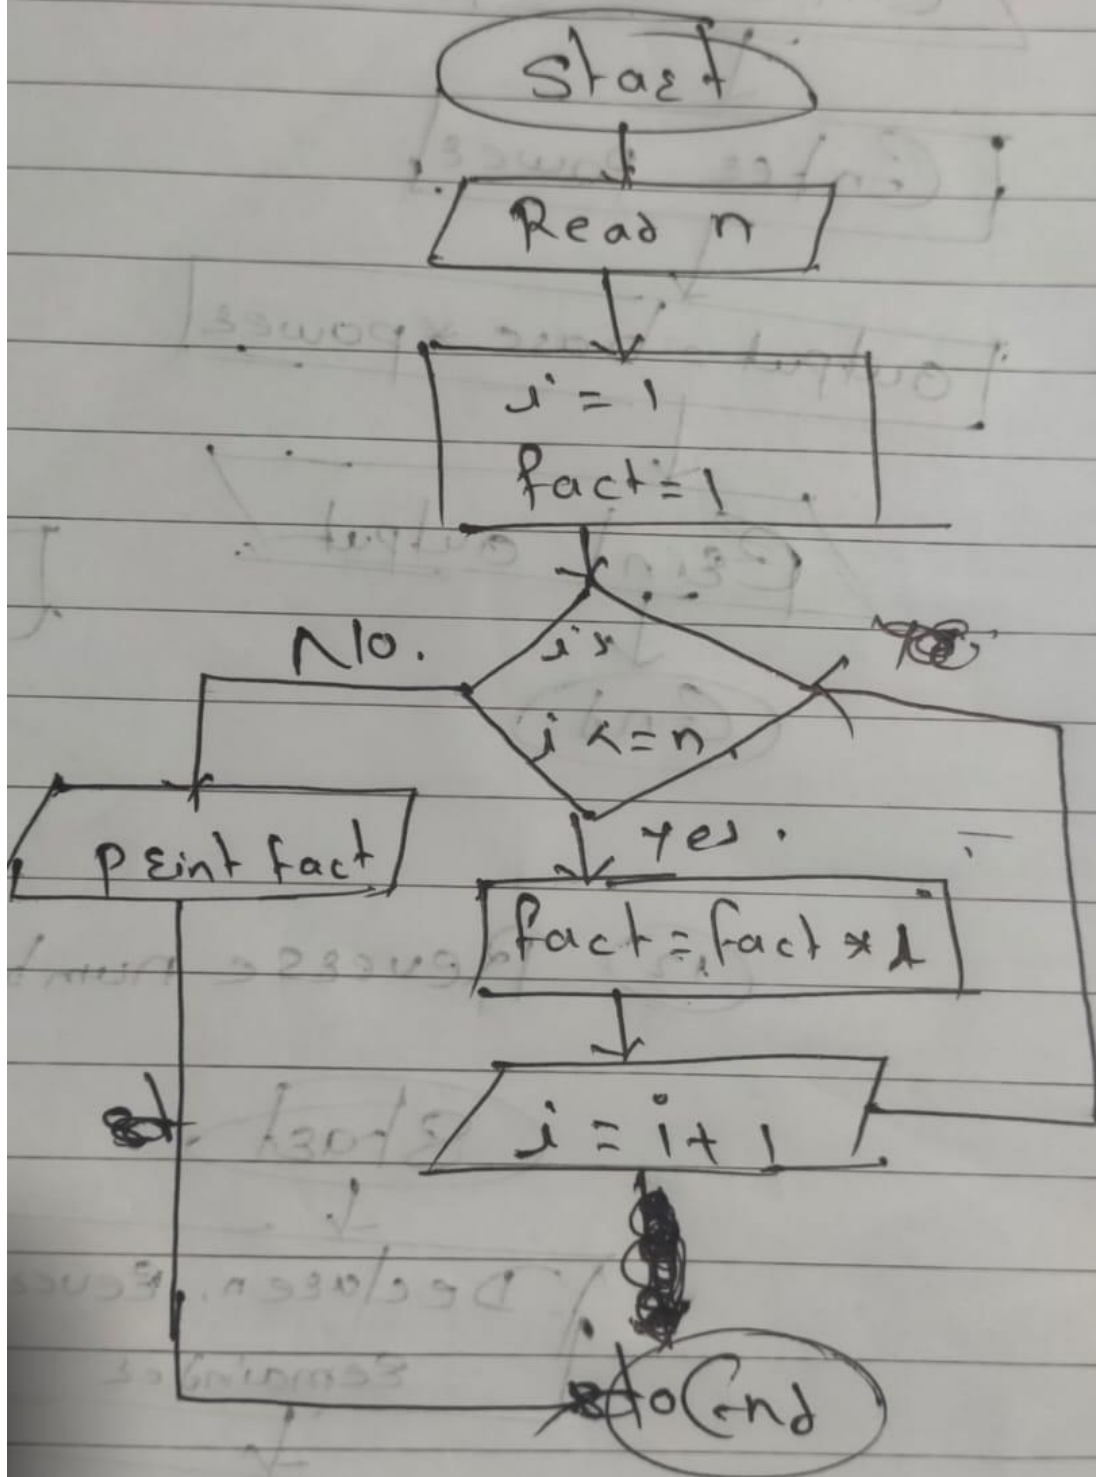 Start
Read n
i = 1
fact = 1
i
No.
i <= n
yes.
print fact
fact = fact * i
i = i + 1
End